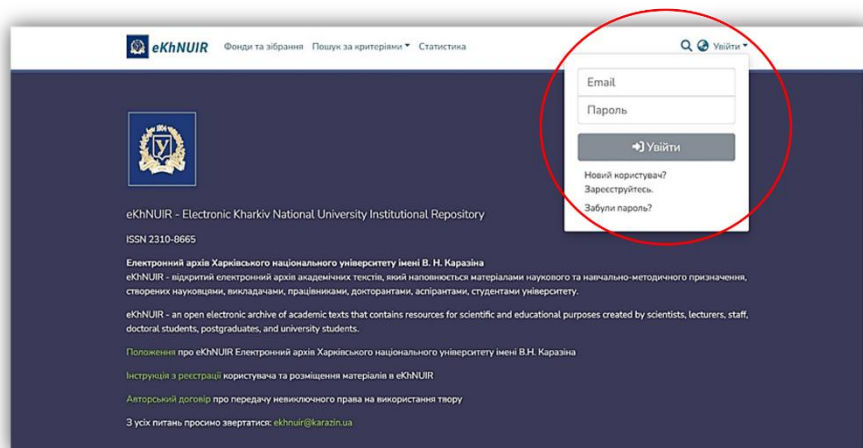 eKhNUIR Фонди та зібрання Пошук за критеріями Статистика Увійти
Email
Пароль
Увійти
Новий користувач?
Зареєструйтесь.
Забули пароль?
У
eKhNUIR - Electronic Kharkiv National University Institutional Repository
ISSN 2310-8665
Електронний архів Харківського національного університету імені В. Н. Каразіна
eKhNUIR - відкритий електронний архів академічних текстів, який наповнюється матеріалами наукового та навчально-методичного призначення,
створених науковцями, викладачами, працівниками, докторантами, аспірантами, студентами університету.
eKhNUIR - an open electronic archive of academic texts that contains resources for scientific and educational purposes created by scientists, lecturers, staff,
doctoral students, postgraduates, and university students.
Положення про eKhNUIR Електронний архів Харківського національного університету імені В.Н. Каразіна
Інструкція з реєстрації користувача та розміщення матеріалів в eKhNUIR
Авторський договір про передачу невиключного права на використання твору
З усіх питань просимо звертатися: ekhnuir@karazin.ua